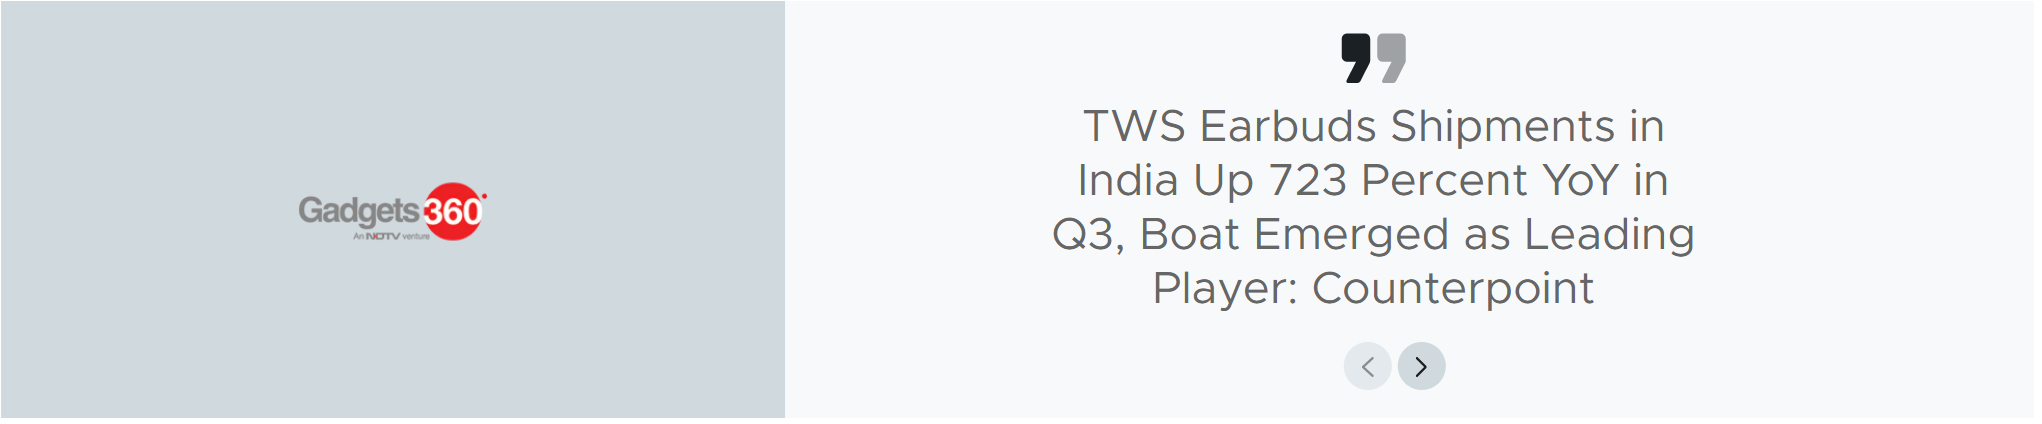 Gadgets 360
An NDTV venture
TWS Earbuds Shipments in
India Up 723 Percent YoY in
Q3, Boat Emerged as Leading
Player: Counterpoint